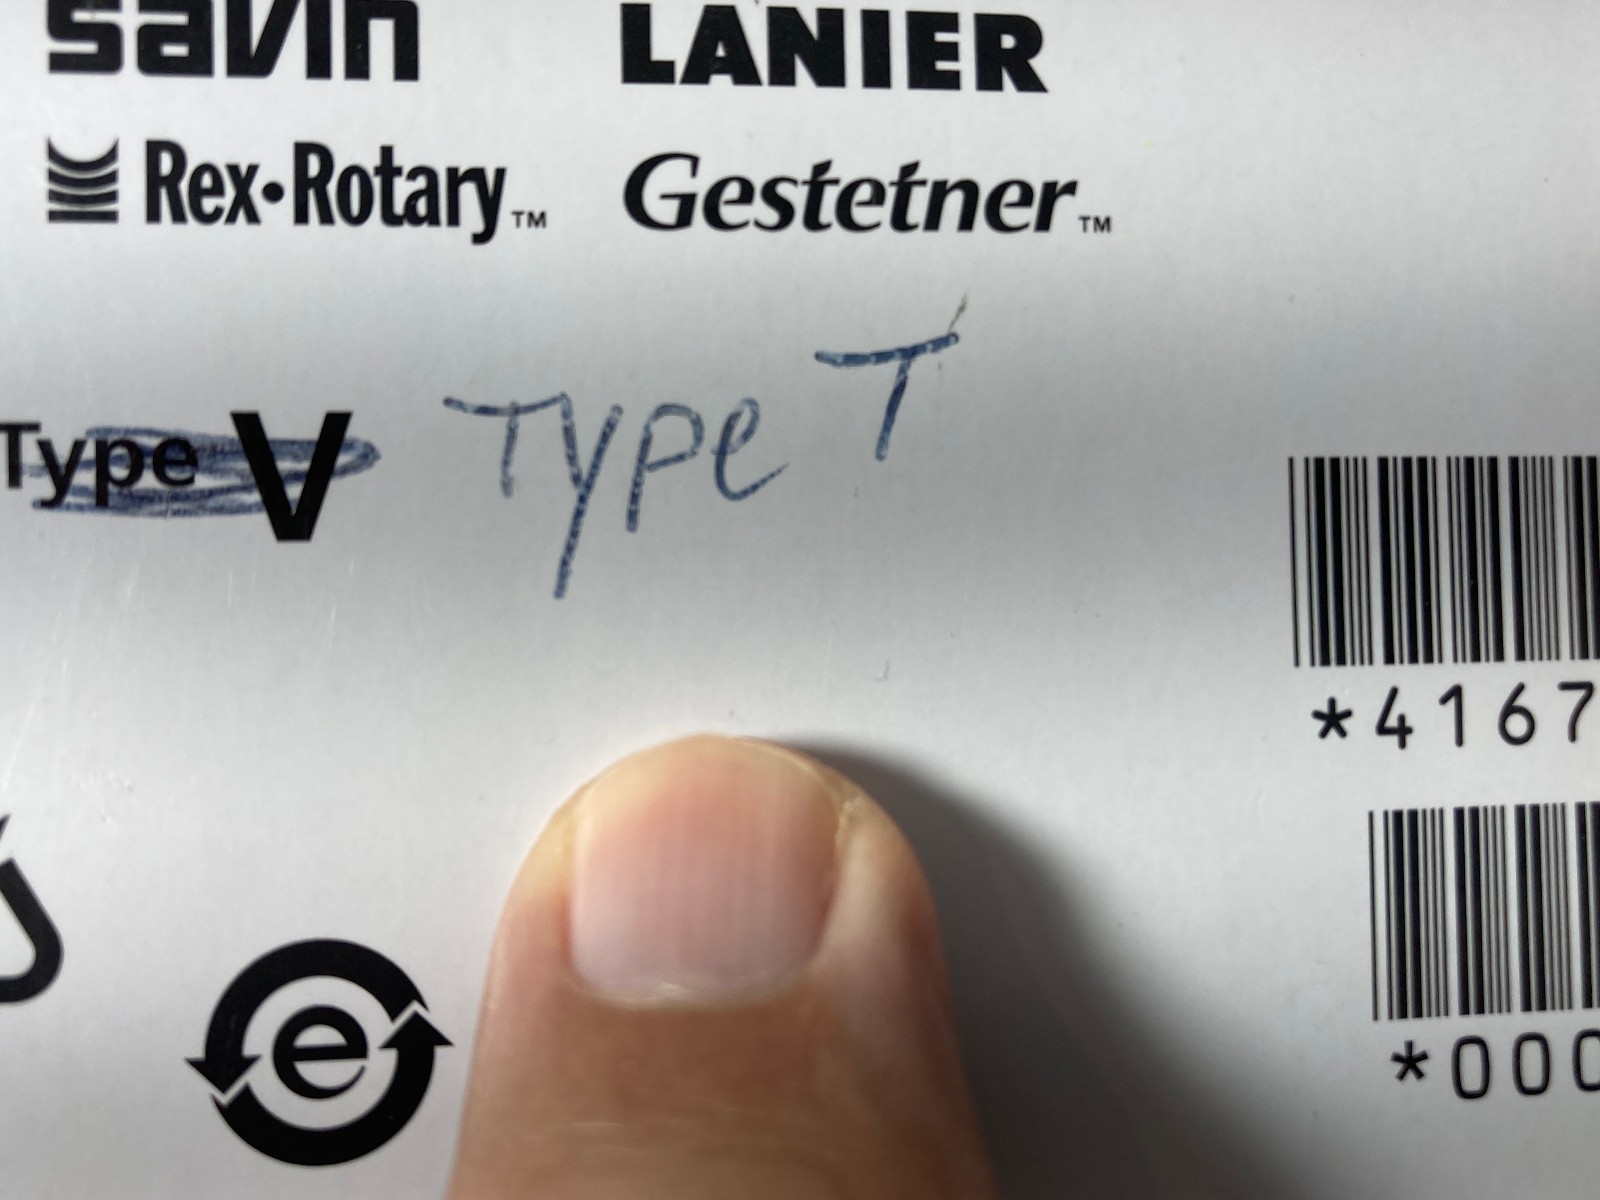 savin LANIER
Rex•Rotary™ Gestetner™
Type V Type T
*4167
e
*000